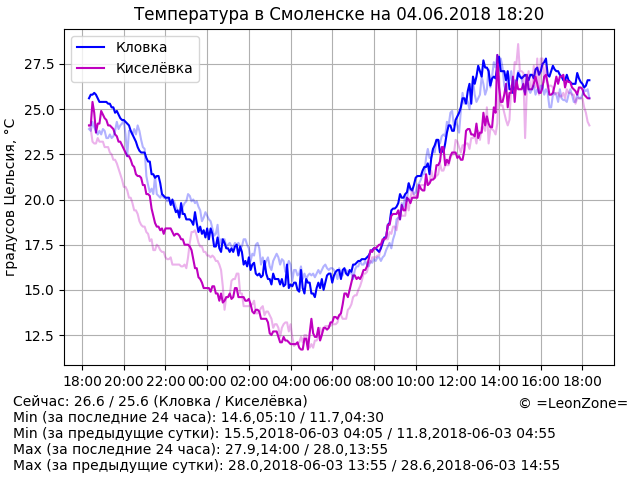 Температура в Смоленске на 04.06.2018 18:20
Кловка
Киселёвка
градусов Цельсия, °C
27.5
25.0
22.5
20.0
17.5
15.0
12.5
18:00 20:00 22:00 00:00 02:00 04:00 06:00 08:00 10:00 12:00 14:00 16:00 18:00
Сейчас: 26.6 / 25.6 (Кловка / Киселёвка)
© =LeonZone=
Min (за последние 24 часа): 14.6,05:10 / 11.7,04:30
Min (за предыдущие сутки): 15.5,2018-06-03 04:05 / 11.8,2018-06-03 04:55
Max (за последние 24 часа): 27.9,14:00 / 28.0,13:55
Max (за предыдущие сутки): 28.0,2018-06-03 13:55 / 28.6,2018-06-03 14:55